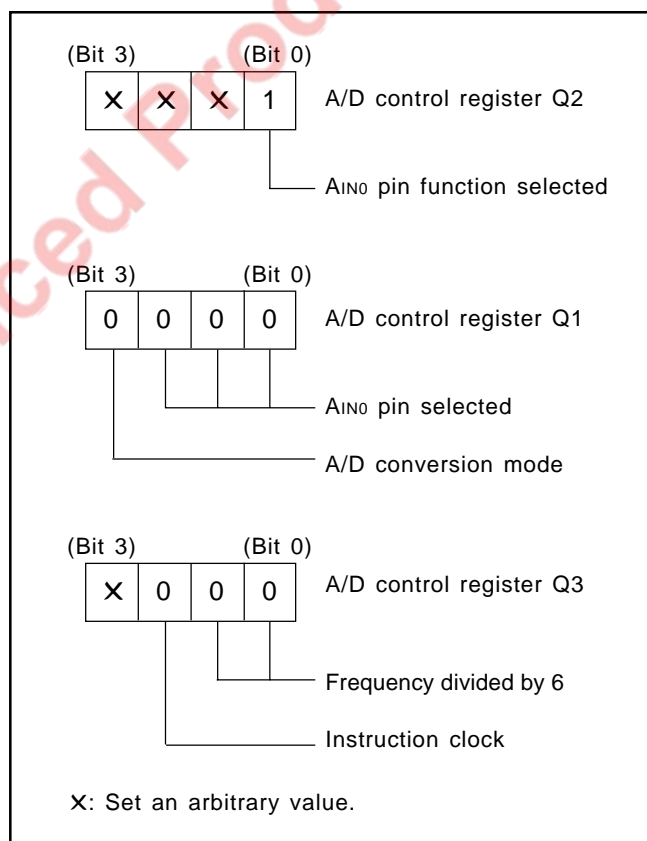 (Bit 3) (Bit 0)
✕ ✕ ✕ 1 A/D control register Q2
AIN0 pin function selected
(Bit 3) (Bit 0)
0 0 0 0 A/D control register Q1
AIN0 pin selected
A/D conversion mode
(Bit 3) (Bit 0)
✕ 0 0 0 A/D control register Q3
Frequency divided by 6
Instruction clock
✕: Set an arbitrary value.